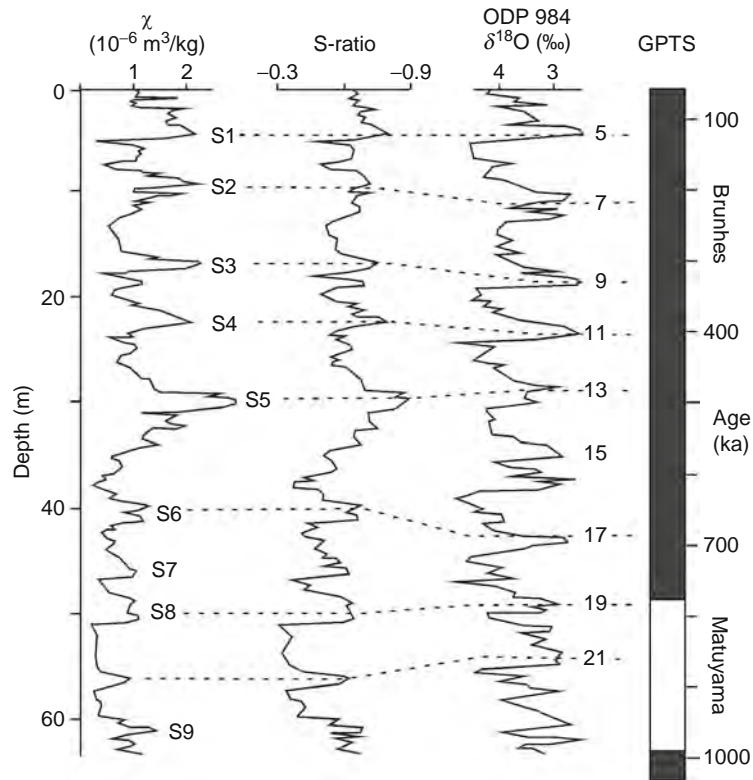 χ
(10⁻⁶ m³/kg)
1 2
S-ratio
−0.3 −0.9
ODP 984
δ¹⁸O (‰)
4 3
GPTS
Depth (m)
0
20
40
60
S1
S2
S3
S4
S5
S6
S7
S8
S9
5
7
9
11
13
15
17
19
21
100
400
700
1000
Brunhes
Age
(ka)
Matuyama